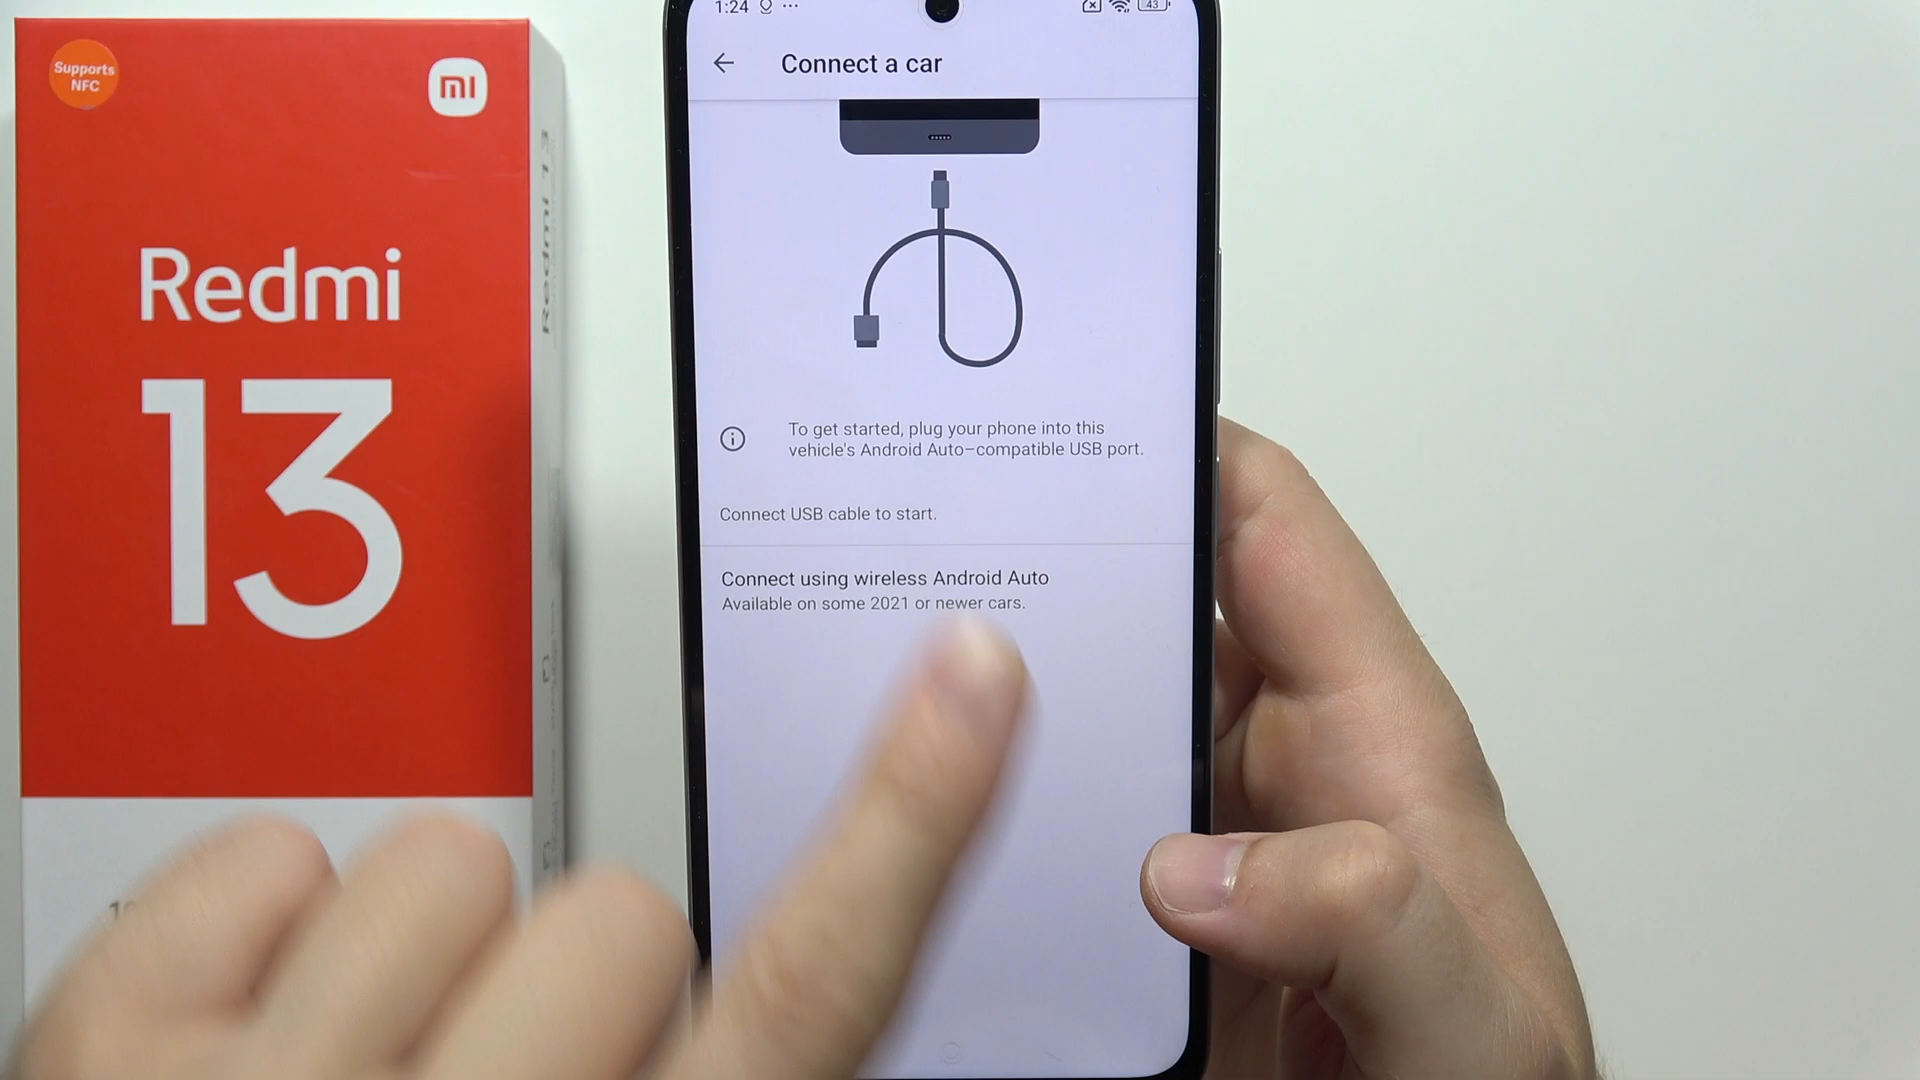 Supports
NFC
mi
Redmi
13
Redmi 13
1:24
43
Connect a car
To get started, plug your phone into this
vehicle's Android Auto–compatible USB port.
Connect USB cable to start.
Connect using wireless Android Auto
Available on some 2021 or newer cars.